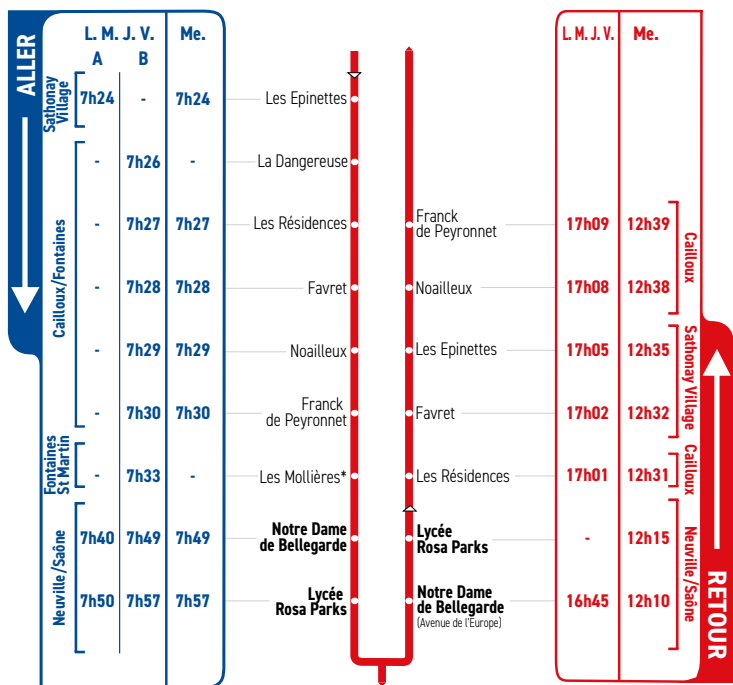 ALLER
L. M. J. V. Me.
A B
Sathonay
Village
7h24 - 7h24 Les Epinettes
Cailloux/Fontaines
- 7h26 - La Dangereuse
- 7h27 7h27 Les Résidences
- 7h28 7h28 Favret
- 7h29 7h29 Noailleux
- 7h30 7h30 Franck
de Peyronnet
Fontaines
St Martin
- 7h33 - Les Mollières*
Neuville/Saône
7h40 7h49 7h49 Notre Dame
de Bellegarde
7h50 7h57 7h57 Lycée
Rosa Parks
L. M. J. V. Me.
Franck
de Peyronnet 17h09 12h39
Noailleux 17h08 12h38
Cailloux
Les Epinettes 17h05 12h35
Favret 17h02 12h32
Sathonay Village
Les Résidences 17h01 12h31
Cailloux
Lycée
Rosa Parks - 12h15
Notre Dame
de Bellegarde 16h45 12h10
(Avenue de l'Europe)
Neuville/Saône
RETOUR